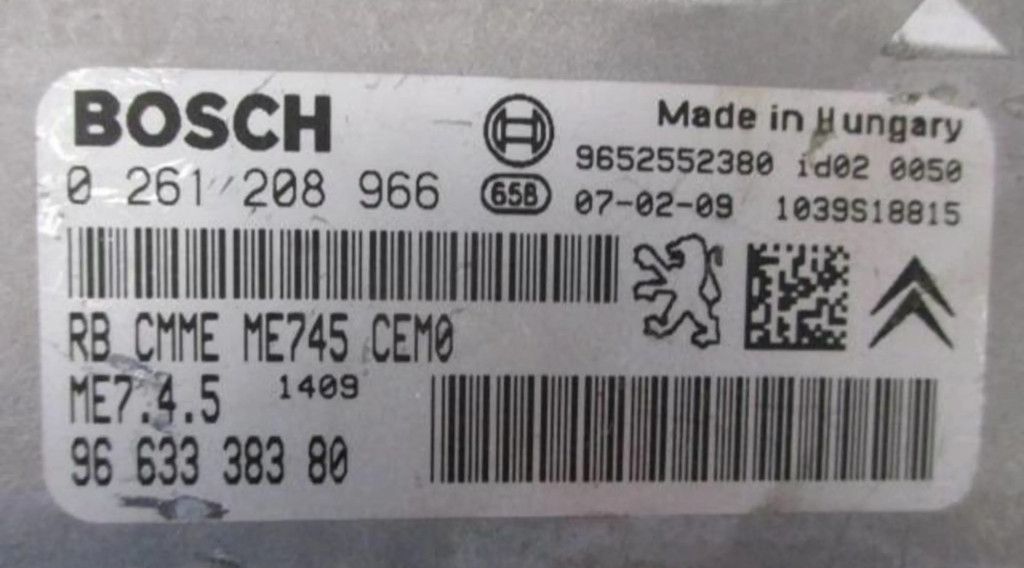 BOSCH
0 261 208 966
658
Made in Hungary
9652552380 id02 0050
07-02-09 1039S18815
RB CMME ME745 CEM0
ME7.4.5 1409
96 633 383 80